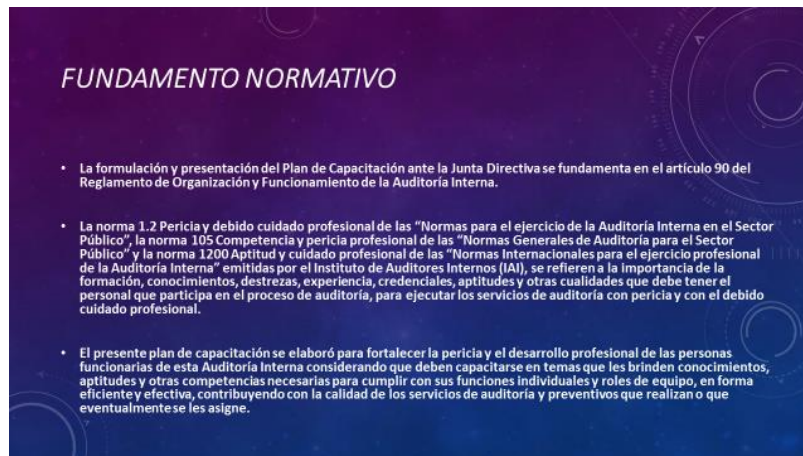 FUNDAMENTO NORMATIVO
• La formulación y presentación del Plan de Capacitación ante la Junta Directiva se fundamenta en el artículo 90 del
Reglamento de Organización y Funcionamiento de la Auditoría Interna.
• La norma 1.2 Pericia y debido cuidado profesional de las “Normas para el ejercicio de la Auditoría Interna en el Sector
Público”, la norma 105 Competencia y pericia profesional de las “Normas Generales de Auditoría para el Sector
Público” y la norma 1200 Aptitud y cuidado profesional de las “Normas Internacionales para el ejercicio profesional
de la Auditoría Interna” emitidas por el Instituto de Auditores Internos (IAI), se refieren a la importancia de la
formación, conocimientos, destrezas, experiencia, credenciales, aptitudes y otras cualidades que debe tener el
personal que participa en el proceso de auditoría, para ejecutar los servicios de auditoría con pericia y con el debido
cuidado profesional.
• El presente plan de capacitación se elaboró para fortalecer la pericia y el desarrollo profesional de las personas
funcionarias de esta Auditoría Interna considerando que deben capacitarse en temas que les brinden conocimientos,
aptitudes y otras competencias necesarias para cumplir con sus funciones individuales y roles de equipo, en forma
eficiente y efectiva, contribuyendo con la calidad de los servicios de auditoría y preventivos que realizan o que
eventualmente se les asigne.